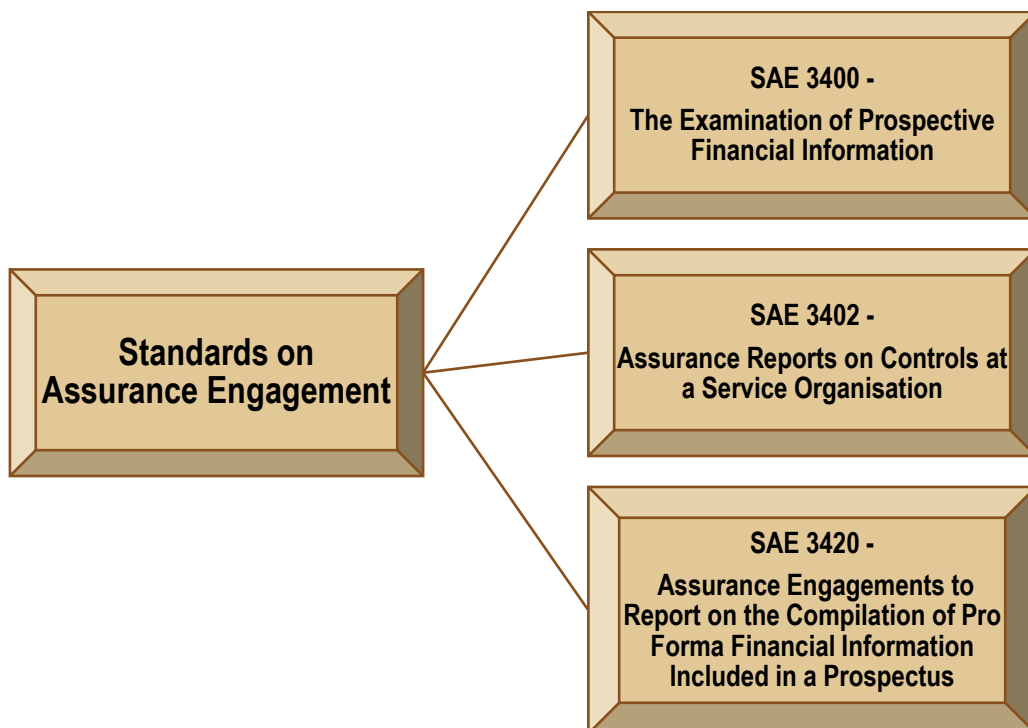 Standards on
Assurance Engagement
SAE 3400 -
The Examination of Prospective
Financial Information
SAE 3402 -
Assurance Reports on Controls at
a Service Organisation
SAE 3420 -
Assurance Engagements to
Report on the Compilation of Pro
Forma Financial Information
Included in a Prospectus